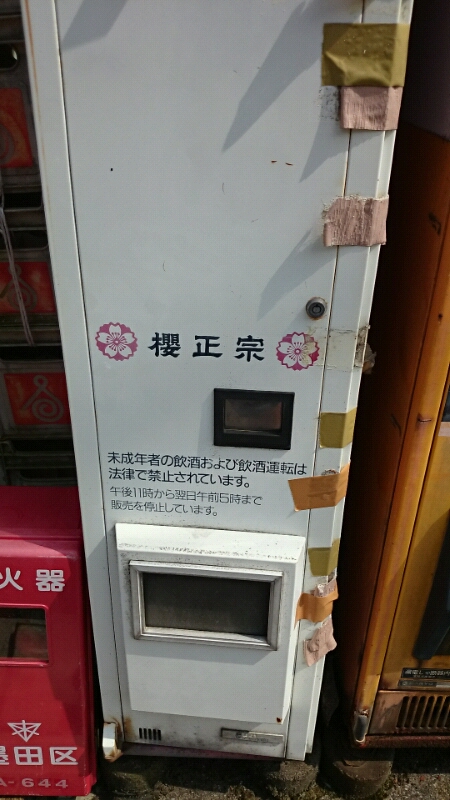 櫻正宗
未成年者の飲酒および飲酒運転は
法律で禁止されています。
午後11時から翌日午前5時まで
販売を停止しています。
火器
墨田区
A-644